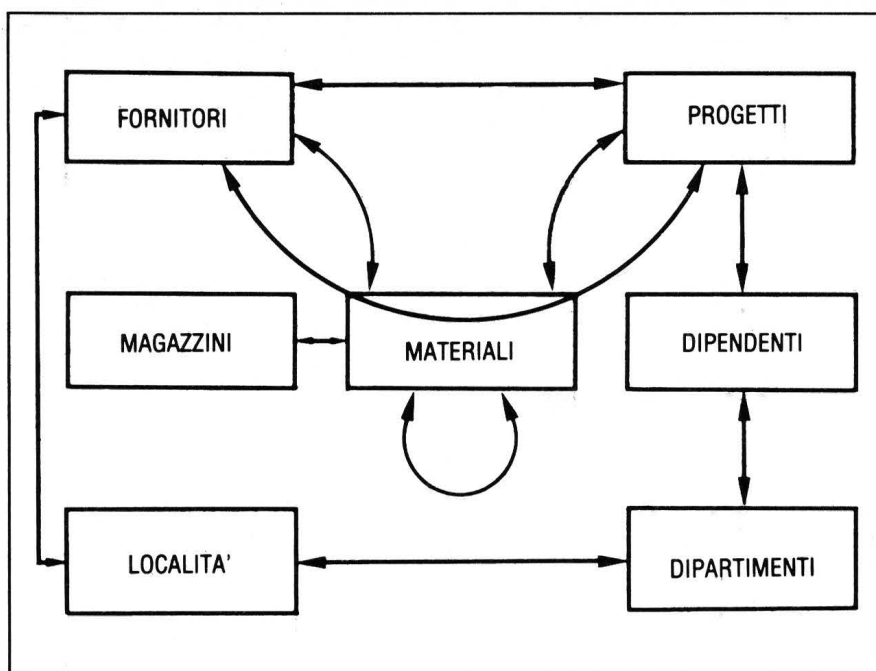 FORNITORI
PROGETTI
MAGAZZINI
MATERIALI
DIPENDENTI
LOCALITA'
DIPARTIMENTI